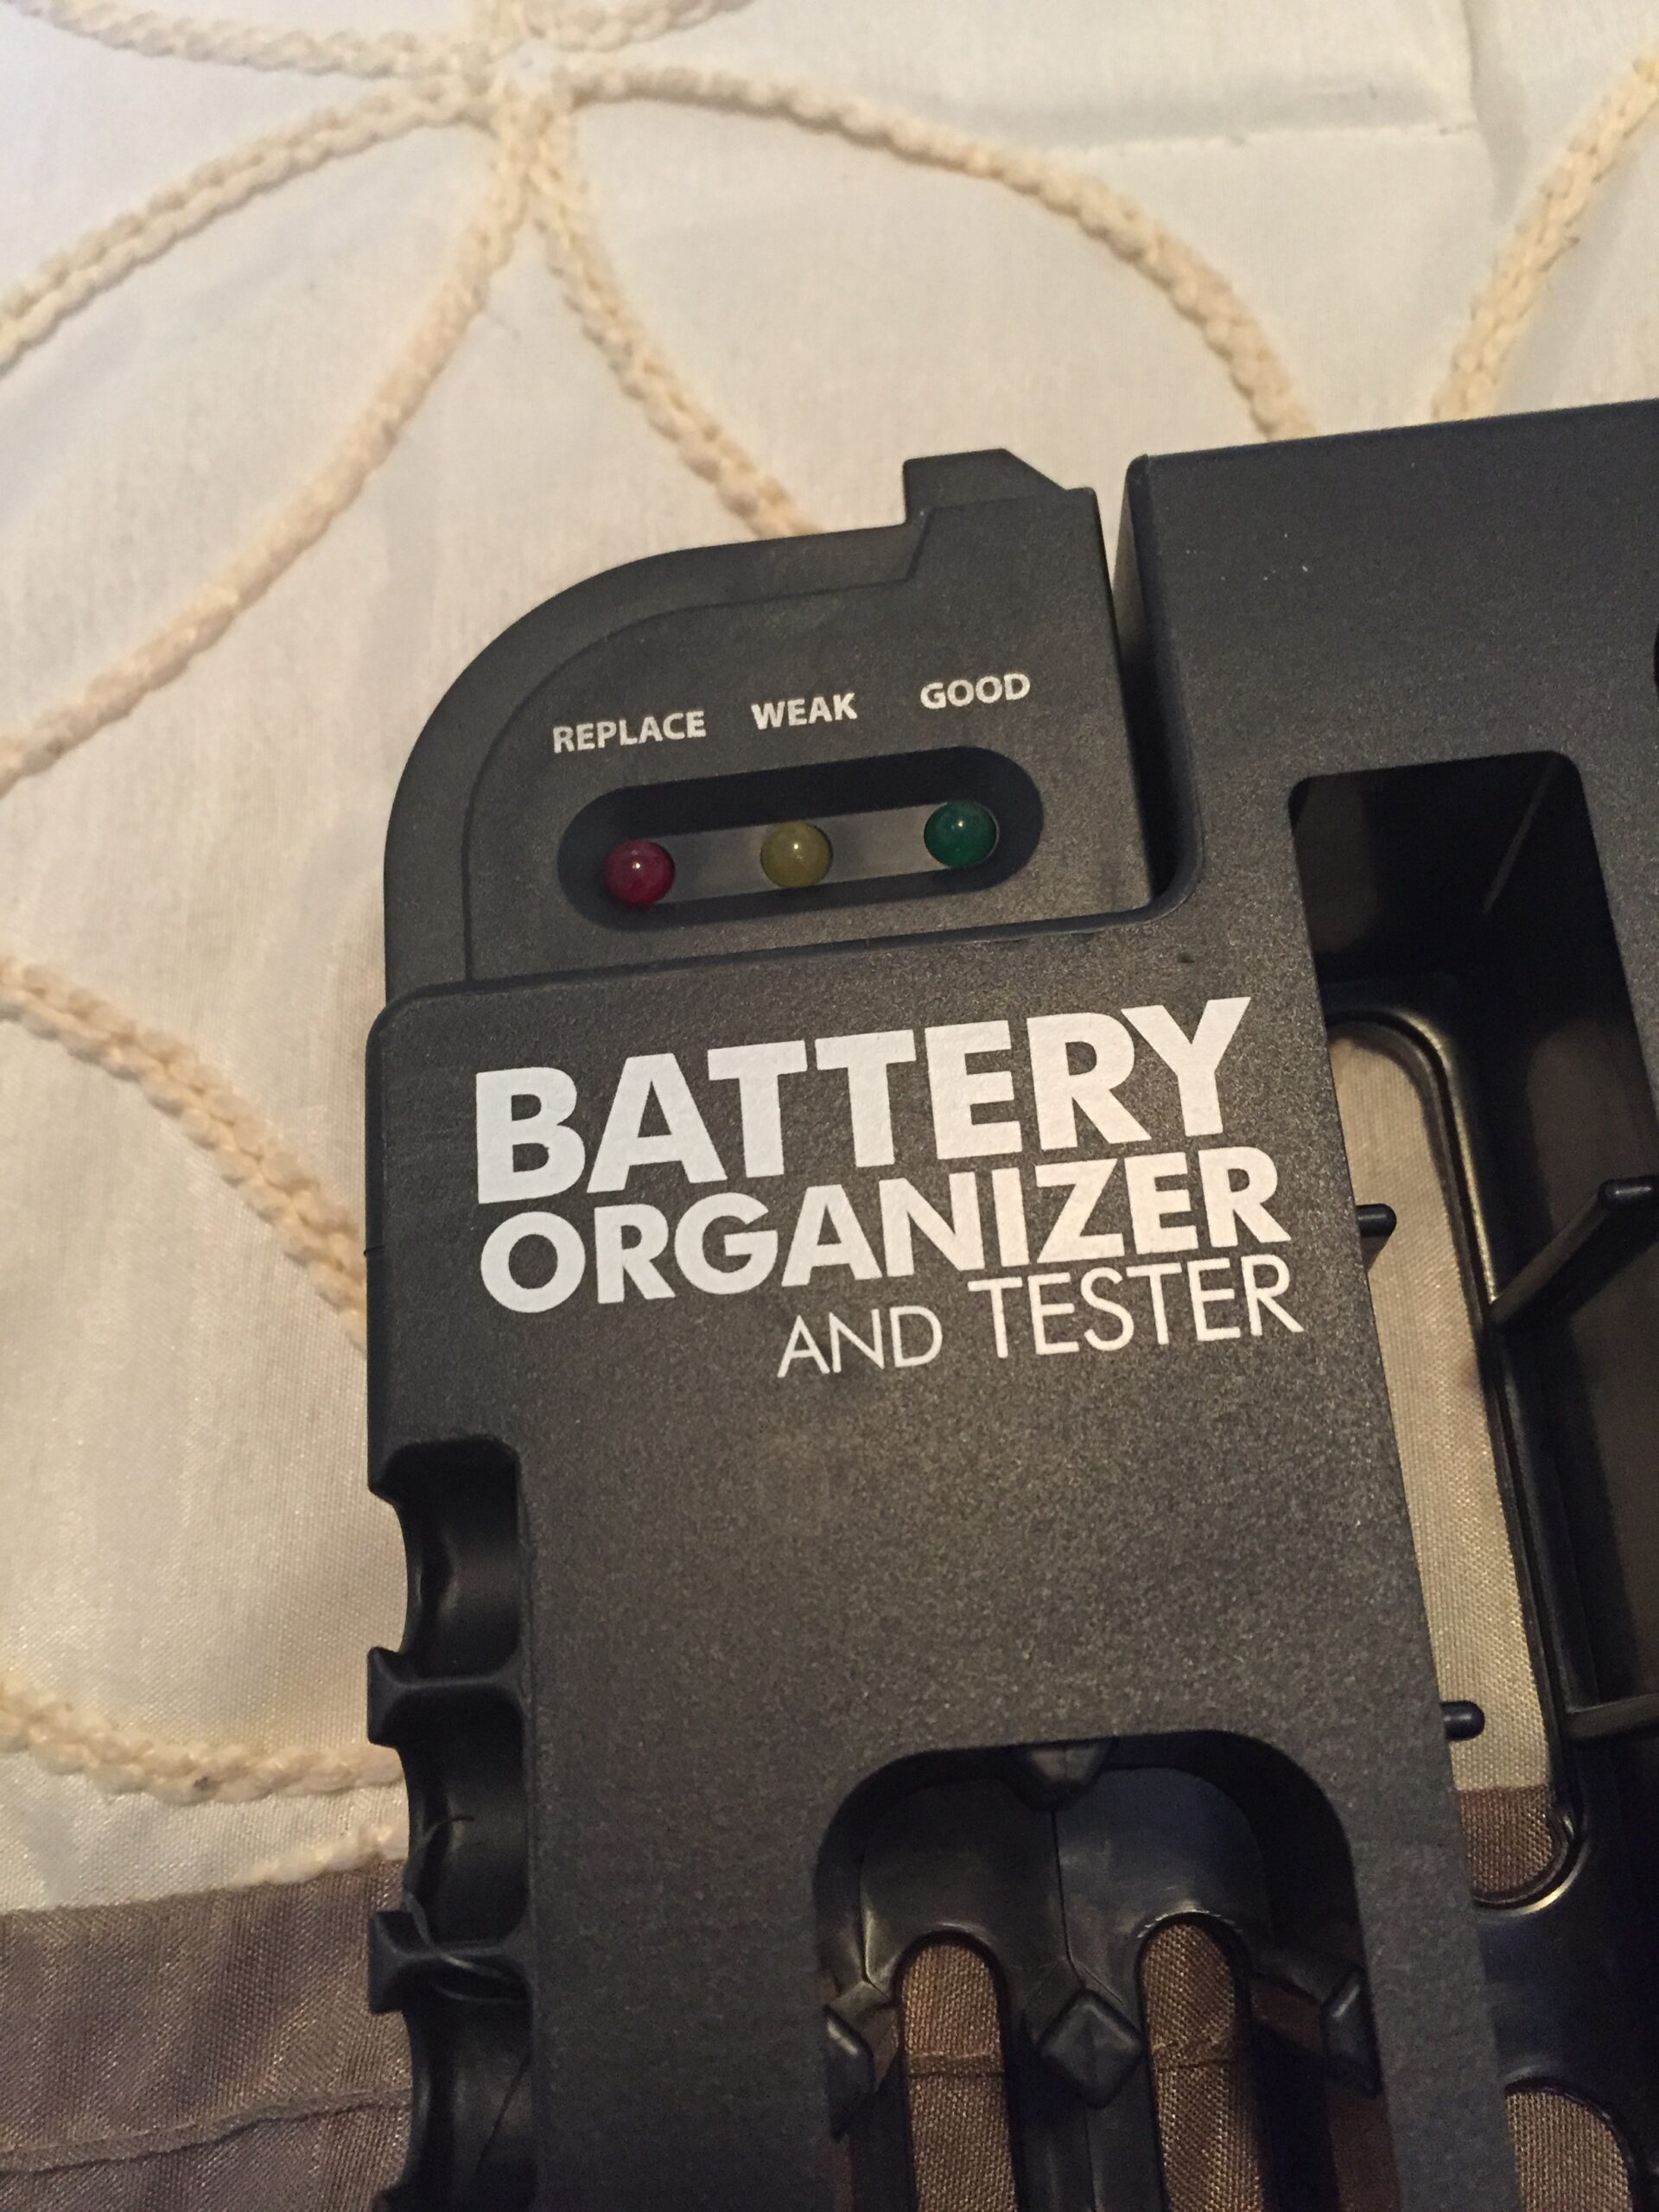 REPLACE WEAK GOOD
BATTERY
ORGANIZER
AND TESTER